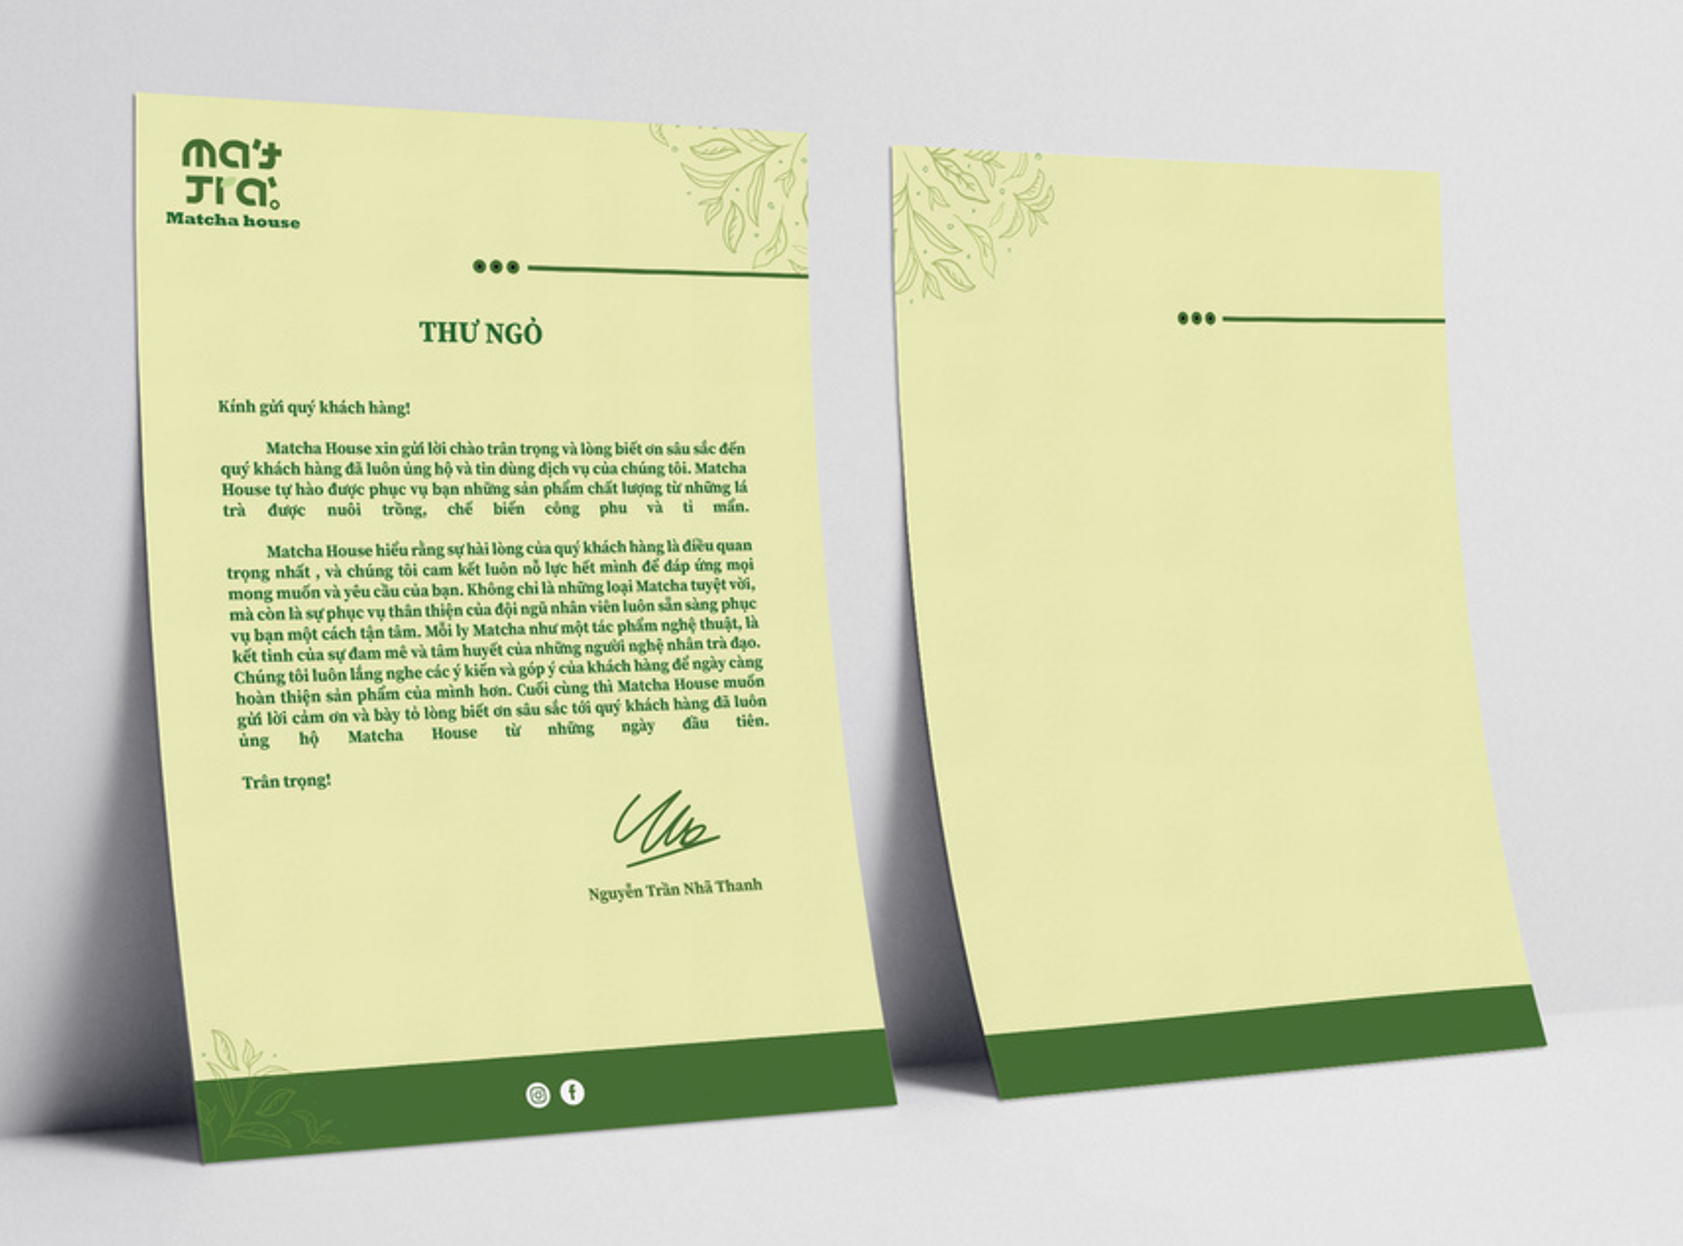 ma't
Jra.
Matcha house
THƯ NGỎ
Kính gửi quý khách hàng!
Matcha House xin gửi lời chào trân trọng và lòng biết ơn sâu sắc đến
quý khách hàng đã luôn ủng hộ và tin dùng dịch vụ của chúng tôi. Matcha
House tự hào được phục vụ bạn những sản phẩm chất lượng từ những lá
trà được nuôi trồng, chế biến công phu và tỉ mẩn.
Matcha House hiểu rằng sự hài lòng của quý khách hàng là điều quan
trọng nhất , và chúng tôi cam kết luôn nỗ lực hết mình để đáp ứng mọi
mong muốn và yêu cầu của bạn. Không chỉ là những loại Matcha tuyệt vời,
mà còn là sự phục vụ thân thiện của đội ngũ nhân viên luôn sẵn sàng phục
vụ bạn một cách tận tâm. Mỗi ly Matcha như một tác phẩm nghệ thuật, là
kết tinh của sự đam mê và tâm huyết của những người nghệ nhân trà đạo.
Chúng tôi luôn lắng nghe các ý kiến và góp ý của khách hàng để ngày càng
hoàn thiện sản phẩm của mình hơn. Cuối cùng thì Matcha House muốn
gửi lời cảm ơn và bày tỏ lòng biết ơn sâu sắc tới quý khách hàng đã luôn
ủng hộ Matcha House từ những ngày đầu tiên.
Trân trọng!
Nguyễn Trần Nhã Thanh